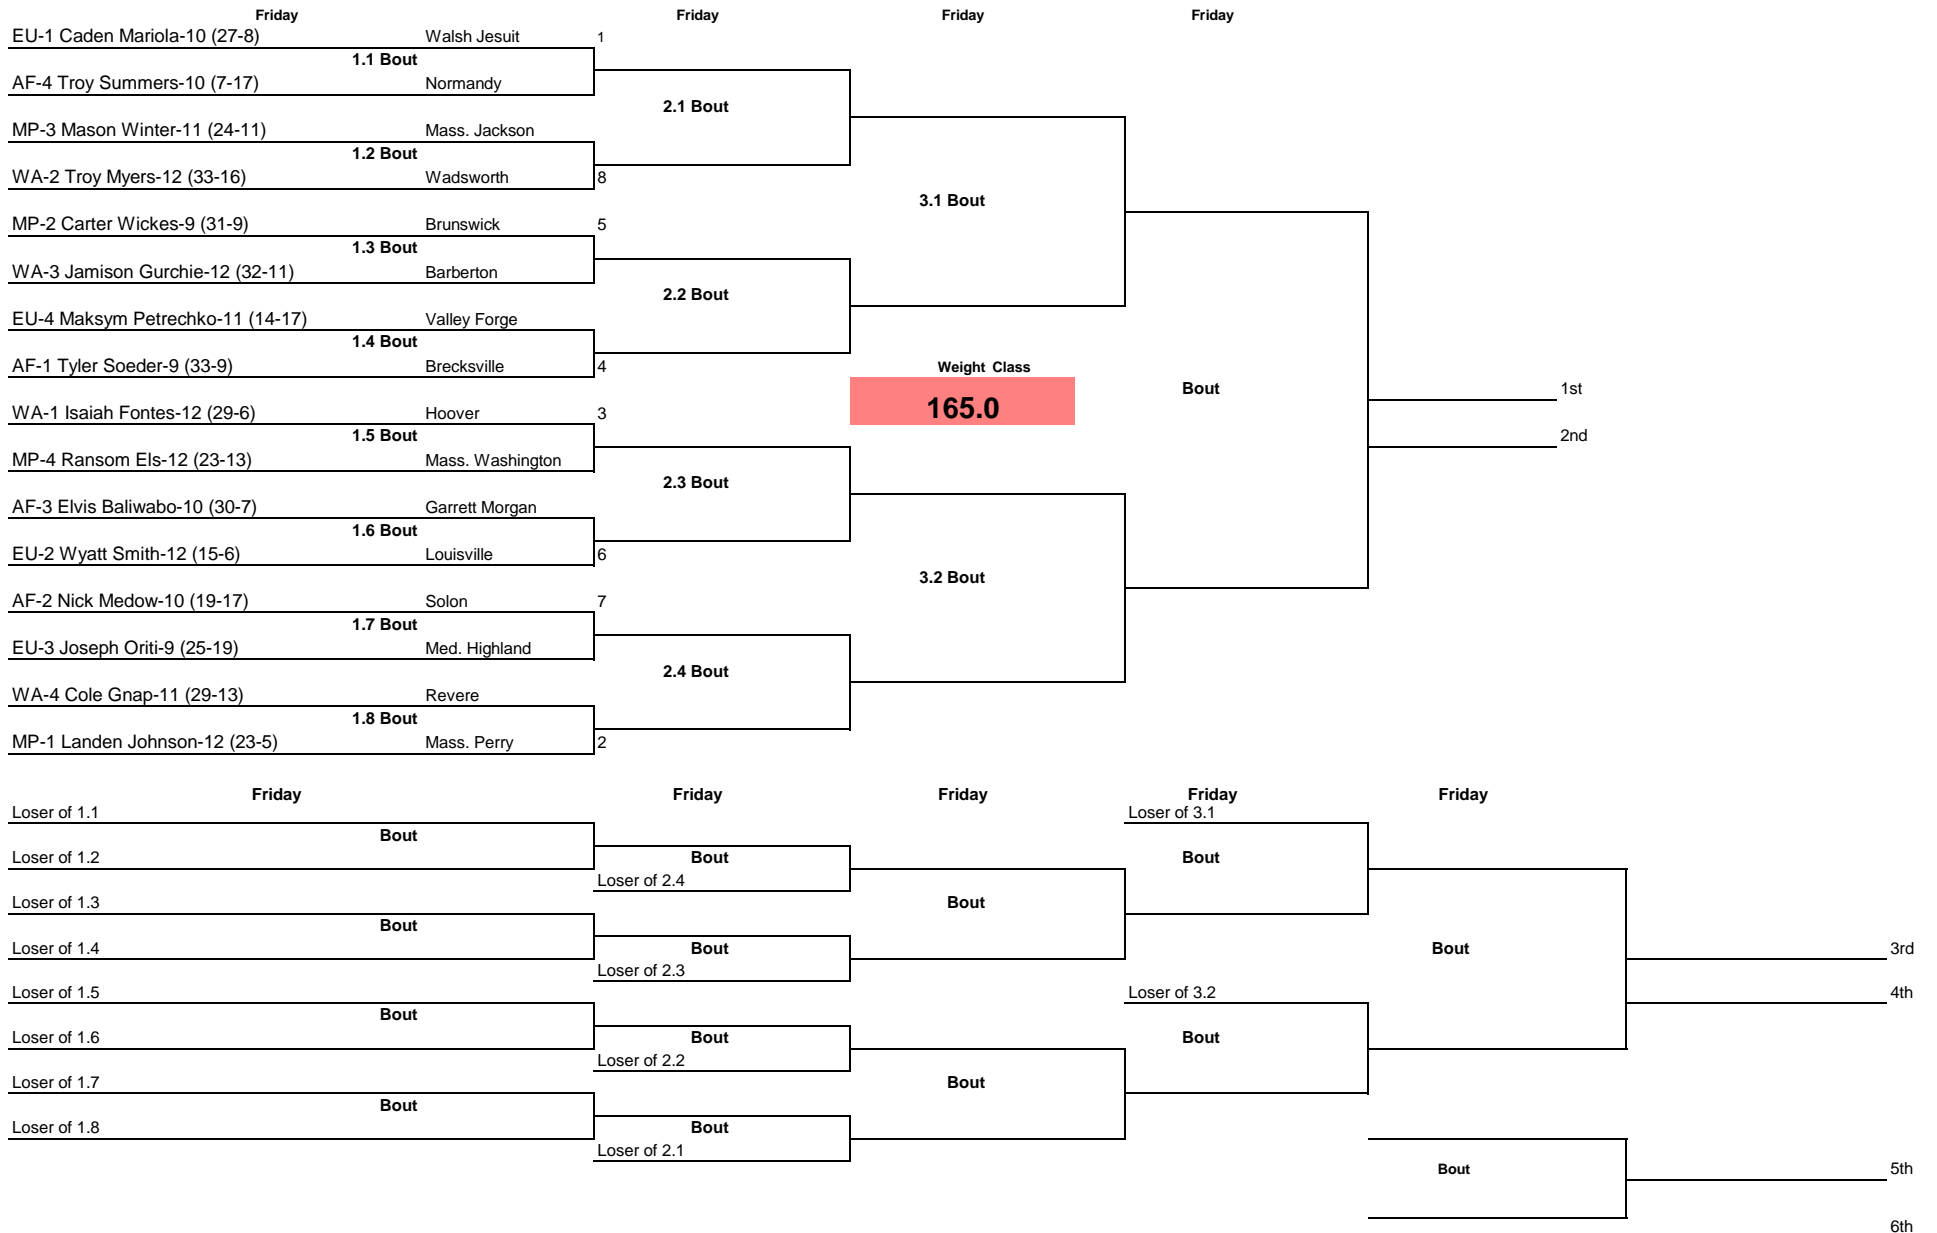 Friday Friday Friday Friday
EU-1 Caden Mariola-10 (27-8) Walsh Jesuit 1
1.1 Bout
AF-4 Troy Summers-10 (7-17) Normandy
2.1 Bout
MP-3 Mason Winter-11 (24-11) Mass. Jackson
1.2 Bout
WA-2 Troy Myers-12 (33-16) Wadsworth 8
3.1 Bout
MP-2 Carter Wickes-9 (31-9) Brunswick 5
1.3 Bout
WA-3 Jamison Gurchie-12 (32-11) Barberton
2.2 Bout
EU-4 Maksym Petrechko-11 (14-17) Valley Forge
1.4 Bout
AF-1 Tyler Soeder-9 (33-9) Brecksville 4
Weight Class
165.0
Bout
1st
2nd
WA-1 Isaiah Fontes-12 (29-6) Hoover 3
1.5 Bout
MP-4 Ransom Els-12 (23-13) Mass. Washington
2.3 Bout
AF-3 Elvis Baliwabo-10 (30-7) Garrett Morgan
1.6 Bout
EU-2 Wyatt Smith-12 (15-6) Louisville 6
3.2 Bout
AF-2 Nick Medow-10 (19-17) Solon 7
1.7 Bout
EU-3 Joseph Oriti-9 (25-19) Med. Highland
2.4 Bout
WA-4 Cole Gnap-11 (29-13) Revere
1.8 Bout
MP-1 Landen Johnson-12 (23-5) Mass. Perry 2
Friday Friday Friday Friday Friday
Loser of 1.1 Loser of 3.1
Bout
Loser of 1.2 Bout Bout
Loser of 2.4
Loser of 1.3 Bout
Bout
Loser of 1.4 Bout Bout 3rd
Loser of 2.3
Loser of 1.5 Loser of 3.2 4th
Bout
Loser of 1.6 Bout Bout
Loser of 2.2
Loser of 1.7 Bout
Bout
Loser of 1.8 Bout
Loser of 2.1
Bout 5th
6th